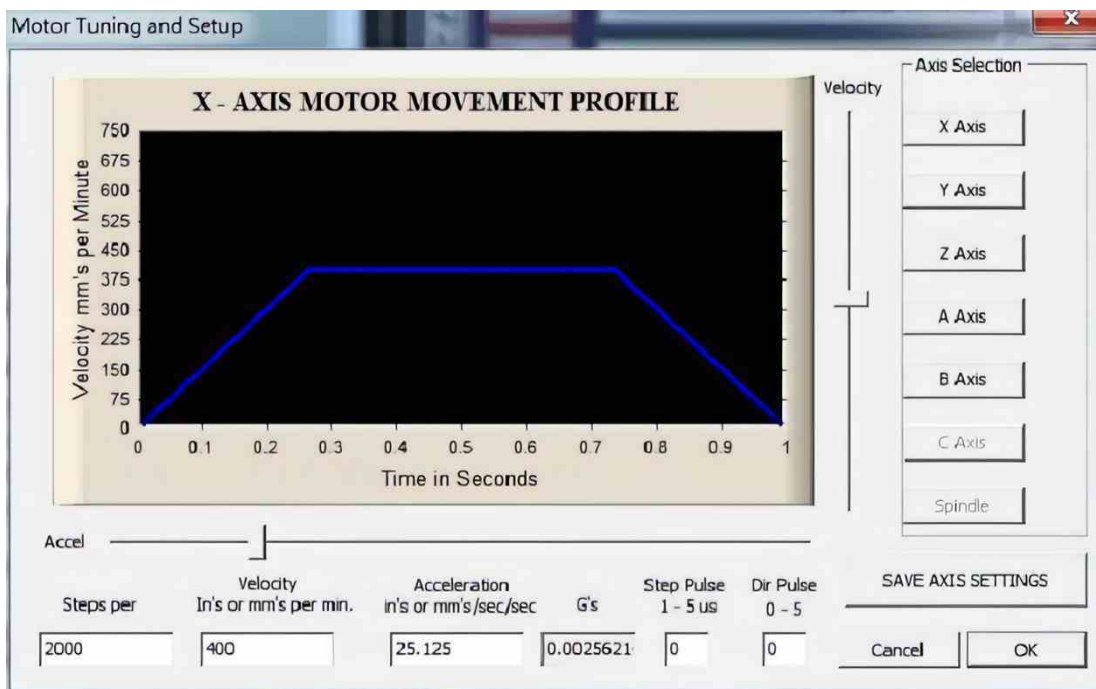 Motor Tuning and Setup
X - AXIS MOTOR MOVEMENT PROFILE
Velocity mm's per Minute
750
675
600
525
450
375
300
225
150
75
0
0 0.1 0.2 0.3 0.4 0.5 0.6 0.7 0.8 0.9 1
Time in Seconds
Velocity
Axis Selection
X Axis
Y Axis
Z Axis
A Axis
B Axis
C Axis
Spindle
Accel
Steps per
Velocity
In's or mm's per min.
Acceleration
in's or mm's/sec/sec
G's
Step Pulse
1 - 5 us
Dir Pulse
0 - 5
2000
400
25.125
0.0025621
0
0
SAVE AXIS SETTINGS
Cancel
OK